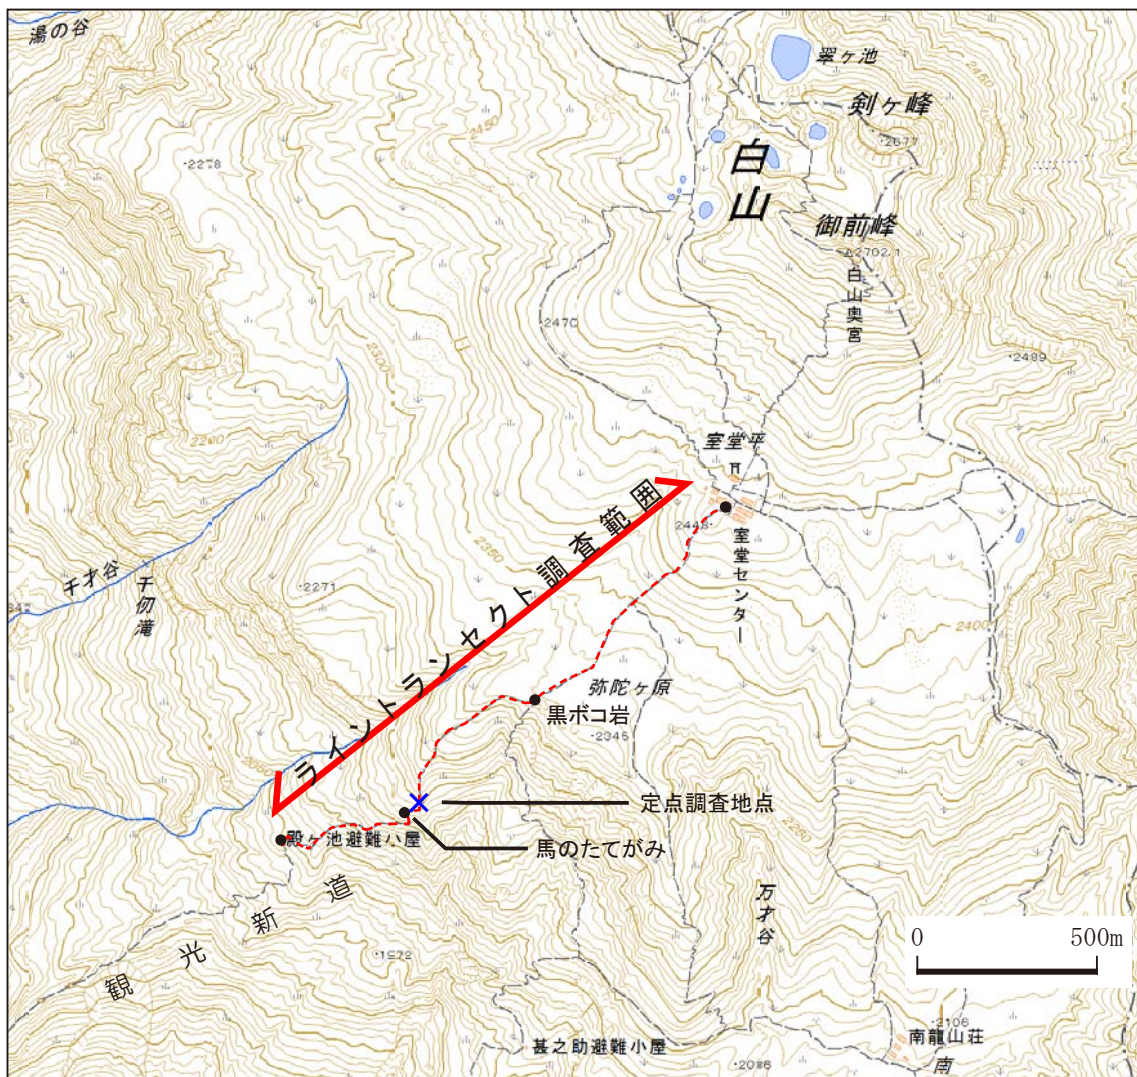 湯の谷
翠ヶ池
2450
剣ヶ峰
2450
2677
2278
白山
御前峰
2702.1
白山奥宮
2470
2489
2300
2200
室堂平
2448
室堂センター
ライントランセクト調査範囲
2350
千才谷
千仞滝
2271
2400
弥陀ヶ原
黒ボコ岩
2345
定点調査地点
殿ヶ池避難小屋
馬のたてがみ
観光新道
万才谷
0 500m
1972
2106
南龍山荘
甚之助避難小屋
2086
南